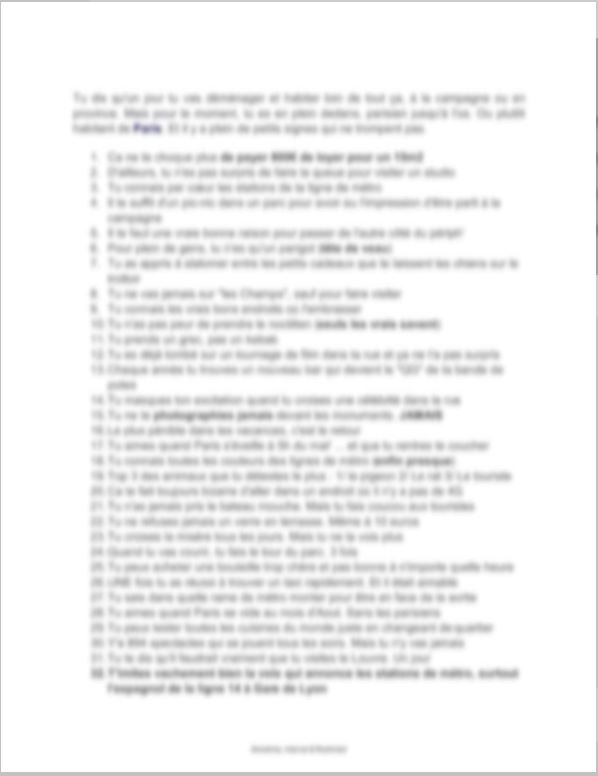 Tu dis qu'un jour tu vas déménager et habiter loin de tout ça, à la campagne ou en
province. Mais pour le moment, tu es en plein dedans, parisien jusqu'à l'os. Ou plutôt
habitant de Paris. Et il y a plein de petits signes qui ne trompent pas.
1. Ca ne te choque plus de payer 800€ de loyer pour un 10m2
2. D'ailleurs, tu n'es pas surpris de faire la queue pour visiter un studio
3. Tu connais par cœur les stations de ta ligne de métro
4. Il te suffit d'un pic-nic dans un parc pour avoir eu l'impression d'être parti à la
campagne
5. Il te faut une vraie bonne raison pour passer de l'autre côté du périph'
6. Pour plein de gens, tu n'es qu'un parigot (tête de veau)
7. Tu as appris à slalomer entre les petits cadeaux que te laissent les chiens sur le
trottoir
8. Tu ne vas jamais sur "les Champs", sauf pour faire visiter
9. Tu connais les vrais bons endroits où t'embrasser
10. Tu n'as pas peur de prendre le noctilien (seuls les vrais savent)
11. Tu prends un grec, pas un kebab
12. Tu es déjà tombé sur un tournage de film dans la rue et ça ne t'a pas surpris
13. Chaque année tu trouves un nouveau bar qui devient le "QG" de ta bande de
potes
14. Tu masques ton excitation quand tu croises une célébrité dans la rue
15. Tu ne te photographies jamais devant les monuments. JAMAIS
16. Le plus pénible dans les vacances, c'est le retour
17. Tu aimes quand Paris s'éveille à 5h du mat' ... et que tu rentres te coucher
18. Tu connais toutes les couleurs des lignes de métro (enfin presque)
19. Top 3 des animaux que tu détestes le plus : 1/ le pigeon 2/ Le rat 3/ Le touriste
20. Ca te fait toujours bizarre d'aller dans un endroit où il n'y a pas de 4G
21. Tu n'as jamais pris le bateau mouche. Mais tu fais coucou aux touristes
22. Tu ne refuses jamais un verre en terrasse. Même à 10 euros
23. Tu croises la misère tous les jours. Mais tu ne la vois plus
24. Quand tu vas courir, tu fais le tour du parc. 3 fois
25. Tu peux acheter une bouteille trop chère et pas bonne à n'importe quelle heure
26. UNE fois tu as réussi à trouver un taxi rapidement. Et il était aimable
27. Tu sais dans quelle rame de métro monter pour être en face de la sortie
28. Tu aimes quand Paris se vide au mois d'Aout. Sans les parisiens
29. Tu peux tester toutes les cuisines du monde juste en changeant de quartier
30. Y'a 894 spectacles qui se jouent tous les soirs. Mais tu n'y vas jamais
31. Tu te dis qu'il faudrait vraiment que tu visites le Louvre. Un jour
32. T'imites vachement bien la voix qui annonce les stations de métro, surtout
l'espagnol de la ligne 14 à Gare de Lyon